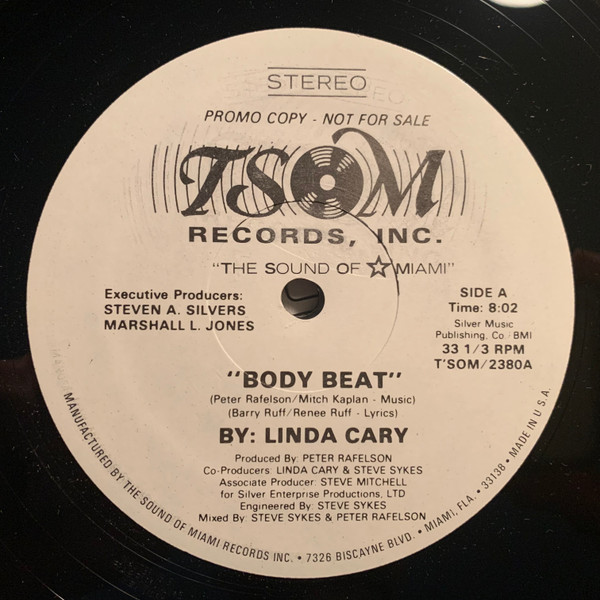 STEREO
PROMO COPY - NOT FOR SALE
TSOM
RECORDS, INC.
"THE SOUND OF ☆ MIAMI"
Executive Producers:
STEVEN A. SILVERS
MARSHALL L. JONES
SIDE A
Time: 8:02
Silver Music
Publishing, Co - BMI
33 1/3 RPM
T'SOM/2380A
"BODY BEAT"
(Peter Rafelson/Mitch Kaplan - Music)
(Barry Ruff/Renee Ruff - Lyrics)
BY: LINDA CARY
Produced By: PETER RAFELSON
Co-Producers: LINDA CARY & STEVE SYKES
Associate Producer: STEVE MITCHELL
for Silver Enterprise Productions, LTD
Engineered By: STEVE SYKES
Mixed By: STEVE SYKES & PETER RAFELSON
MANUFACTURED BY THE SOUND OF MIAMI RECORDS INC. • 7326 BISCAYNE BLVD. • MIAMI, FLA. • 33138 • MADE IN U.S.A.